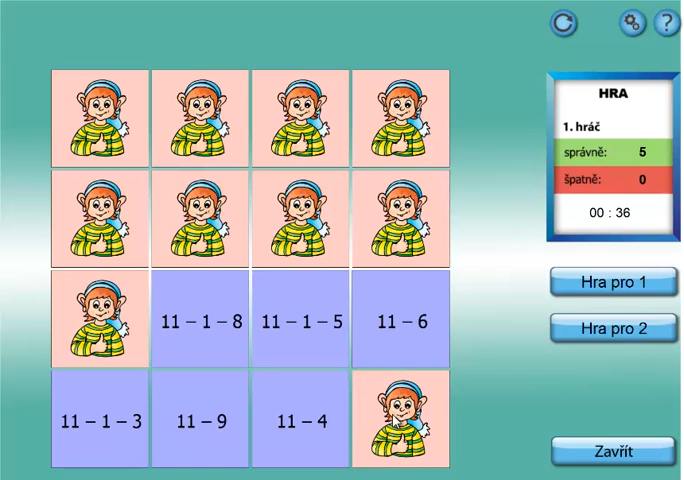 ?
HRA
1. hráč
správně: 5
špatně: 0
00 : 36
Hra pro 1
11 – 1 – 8 11 – 1 – 5 11 – 6
Hra pro 2
11 – 1 – 3 11 – 9 11 – 4
Zavřít